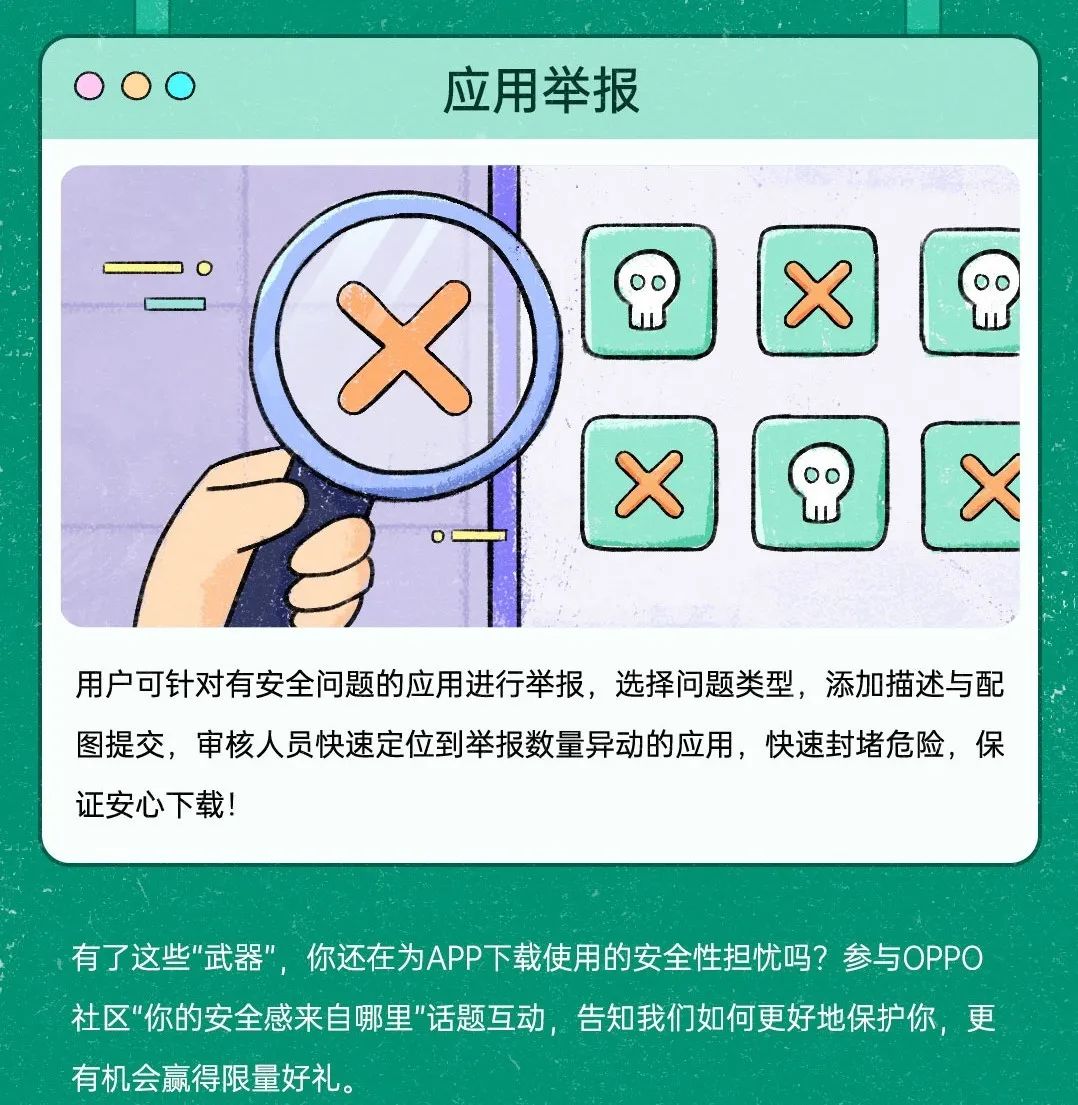 应用举报
用户可针对有安全问题的应用进行举报，选择问题类型，添加描述与配
图提交，审核人员快速定位到举报数量异动的应用，快速封堵危险，保
证安心下载！
有了这些“武器”，你还在为APP下载使用的安全性担忧吗？参与OPPO
社区“你的安全感来自哪里”话题互动，告知我们如何更好地保护你，更
有机会赢得限量好礼。